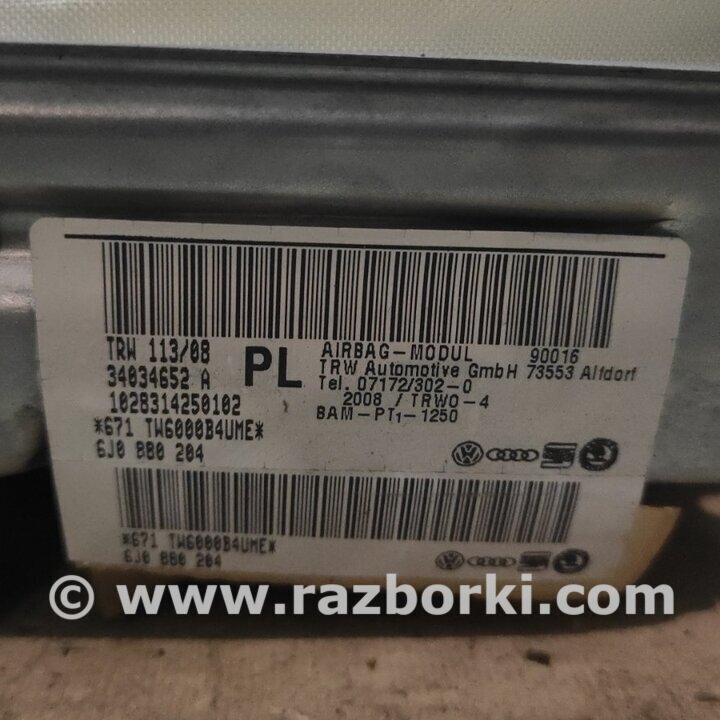 TRW 113/08
34034652 A
1028314250102
*671 TW6000B4UME*
6J0 880 204
PL
AIRBAG-MODUL 90016
TRW Automotive GmbH 73553 Alfdorf
Tel. 07172/302-0
2008 / TRWO-4
BAM-PT1-1250
*671 TW6000B4UME*
6J0 880 204
© www.razborki.com